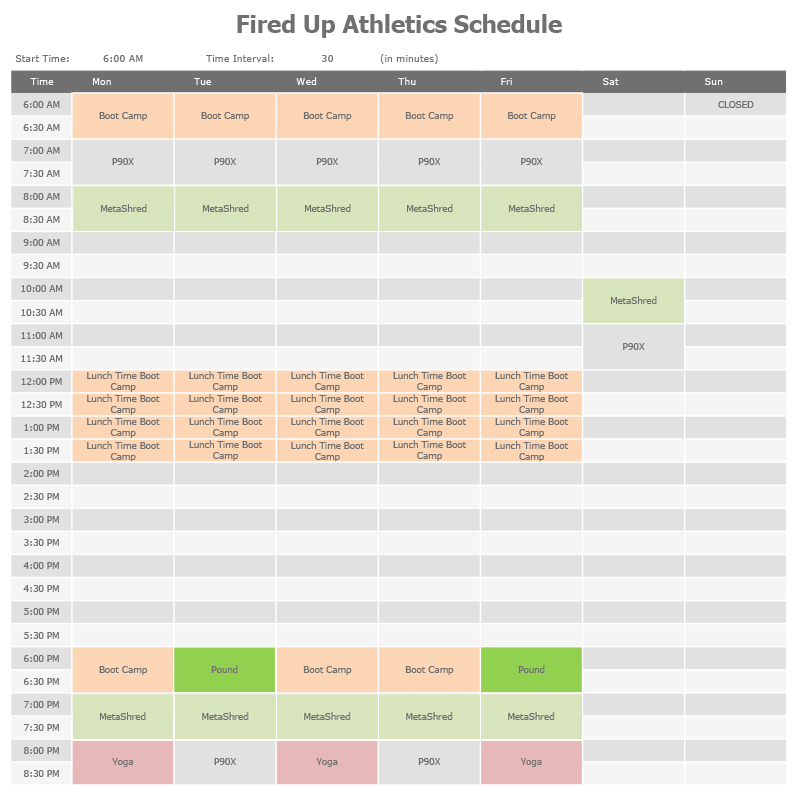 Fired Up Athletics Schedule
Start Time: 6:00 AM Time Interval: 30 (in minutes)
Time Mon Tue Wed Thu Fri Sat Sun
6:00 AM CLOSED
Boot Camp Boot Camp Boot Camp Boot Camp Boot Camp
6:30 AM
7:00 AM
P90X P90X P90X P90X P90X
7:30 AM
8:00 AM
MetaShred MetaShred MetaShred MetaShred MetaShred
8:30 AM
9:00 AM
9:30 AM
10:00 AM
MetaShred
10:30 AM
11:00 AM
P90X
11:30 AM
12:00 PM Lunch Time Boot Camp Lunch Time Boot Camp Lunch Time Boot Camp Lunch Time Boot Camp Lunch Time Boot Camp
12:30 PM Lunch Time Boot Camp Lunch Time Boot Camp Lunch Time Boot Camp Lunch Time Boot Camp Lunch Time Boot Camp
1:00 PM Lunch Time Boot Camp Lunch Time Boot Camp Lunch Time Boot Camp Lunch Time Boot Camp Lunch Time Boot Camp
1:30 PM Lunch Time Boot Camp Lunch Time Boot Camp Lunch Time Boot Camp Lunch Time Boot Camp Lunch Time Boot Camp
2:00 PM
2:30 PM
3:00 PM
3:30 PM
4:00 PM
4:30 PM
5:00 PM
5:30 PM
6:00 PM
Boot Camp Pound Boot Camp Boot Camp Pound
6:30 PM
7:00 PM
MetaShred MetaShred MetaShred MetaShred MetaShred
7:30 PM
8:00 PM
Yoga P90X Yoga P90X Yoga
8:30 PM